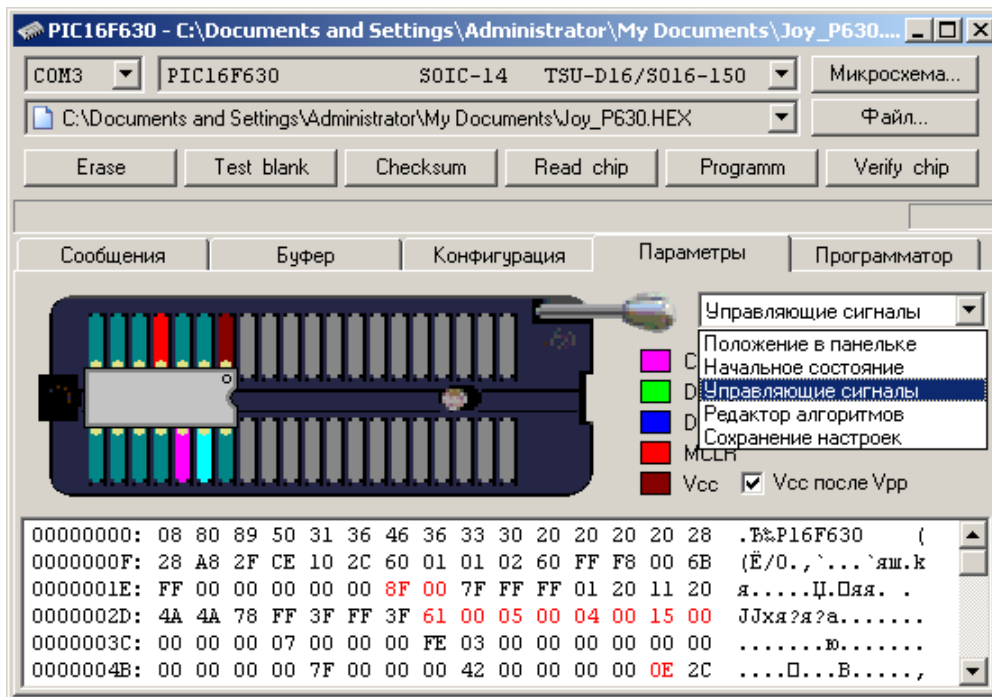 PIC16F630 - C:\Documents and Settings\Administrator\My Documents\Joy_P630....
COM3 PIC16F630 SOIC-14 TSU-D16/SO16-150 Микросхема...
C:\Documents and Settings\Administrator\My Documents\Joy_P630.HEX Файл...
Erase Test blank Checksum Read chip Programm Verify chip
Сообщения Буфер Конфигурация Параметры Программатор
Управляющие сигналы
Положение в панельке
Начальное состояние
Управляющие сигналы
Редактор алгоритмов
Сохранение настроек
MCLR
Vcc Vcc после Vpp
00000000: 08 80 89 50 31 36 46 36 33 30 20 20 20 20 28 .Ђ‰P16F630 (
0000000F: 28 A8 2F CE 10 2C 60 01 01 02 60 FF F8 00 6B (Ё/О.,`...`яш.k
0000001E: FF 00 00 00 00 00 8F 00 7F FF FF 01 20 11 20 я.....Џ.□яя. .
0000002D: 4A 4A 78 FF 3F FF 3F 61 00 05 00 04 00 15 00 JJxя?я?a.......
0000003C: 00 00 00 07 00 00 00 FE 03 00 00 00 00 00 00 .......ю.......
0000004B: 00 00 00 00 7F 00 00 00 42 00 00 00 00 0E 2C ....□...B.....,